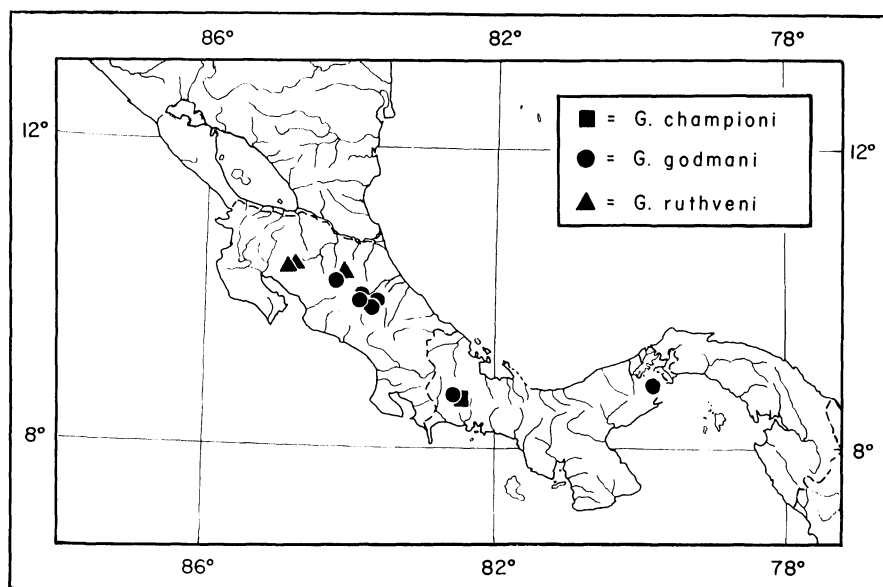 86° 82° 78°
12° 12°
■ = G. championi
● = G. godmani
▲ = G. ruthveni
8° 8°
86° 82° 78°